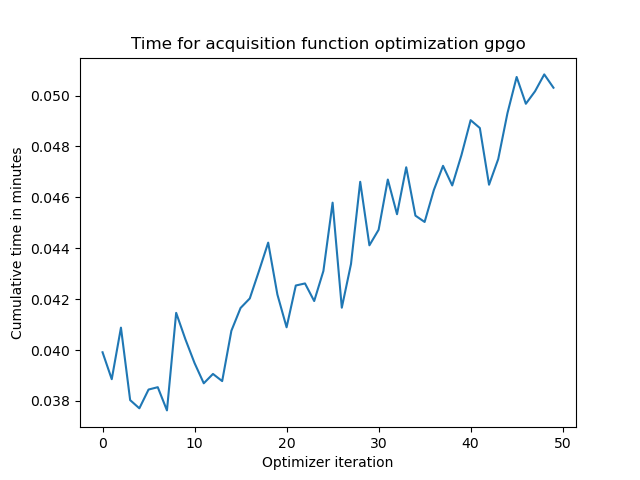 Time for acquisition function optimization gpgo
Cumulative time in minutes
0.050
0.048
0.046
0.044
0.042
0.040
0.038
0 10 20 30 40 50
Optimizer iteration